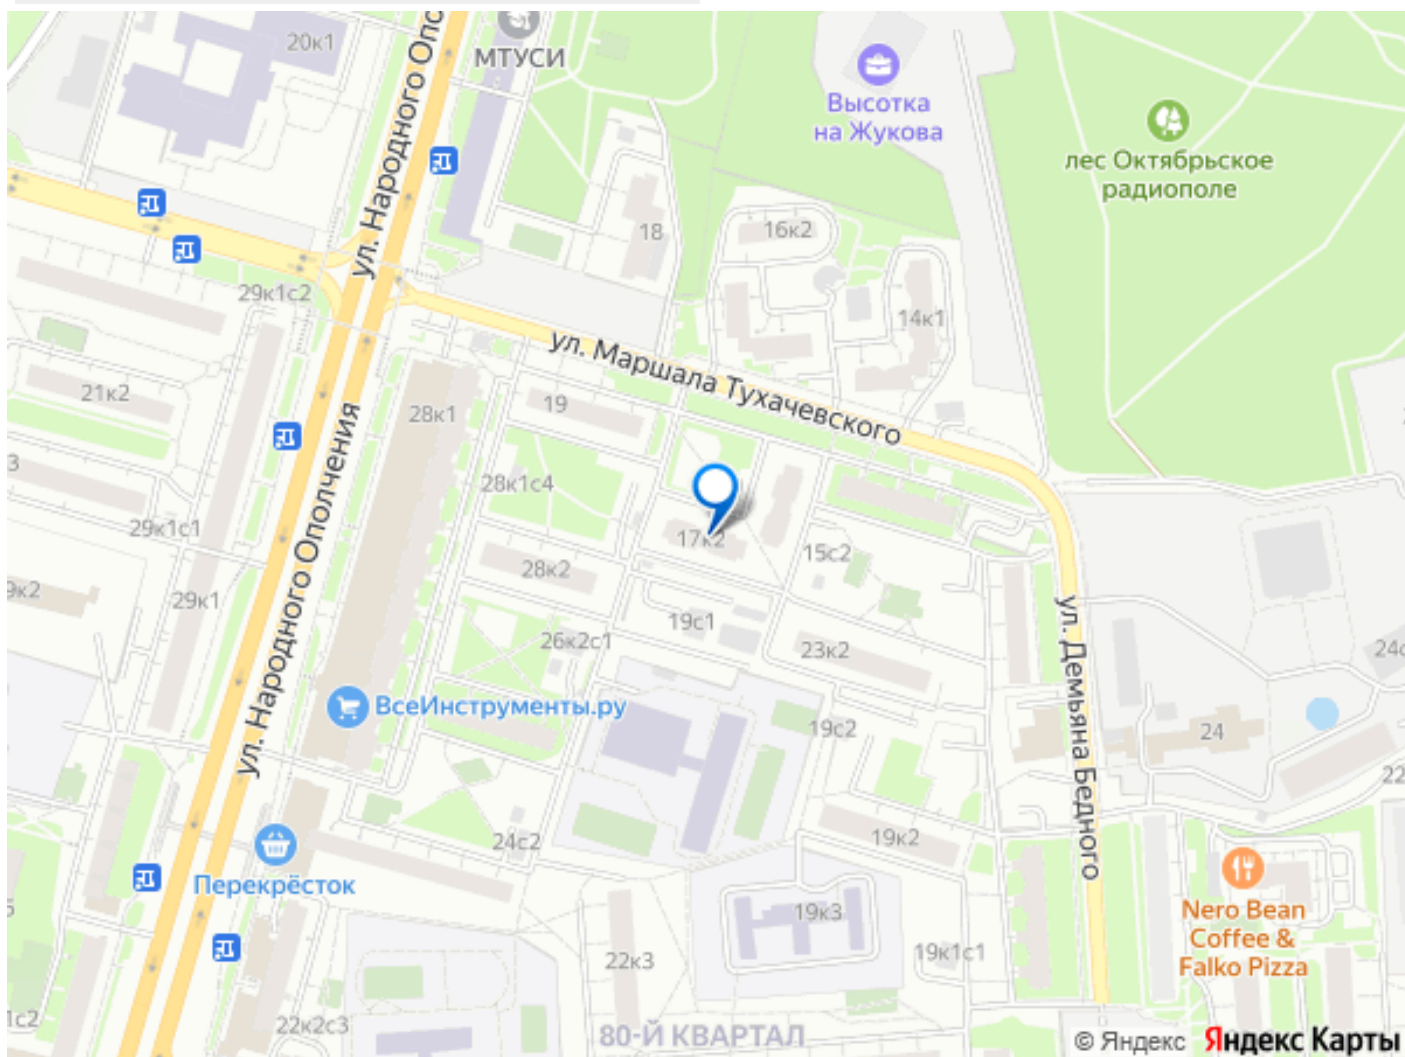 20к1
МТУСИ
ул. Народного Опо
Высотка
на Жукова
лес Октябрьское
радиополе
18
16к2
29к1с2
14к1
ул. Маршала Тухачевского
21к2
19
28к1
3
28к1с4
29к1с1
17к2
15с2
28к2
9к2
29к1
19с1
ул. Народного Ополчения
26к2с1
23к2
ул. Демьяна Бедного
24с
ВсеИнструменты.ру
19с2
24
22
24с2
19к2
Перекрёсток
19к3
Nero Bean
Coffee &
Falko Pizza
22к3
19к1с1
1с2
22к2с3
80-Й КВАРТАЛ
© Яндекс Яндекс Карты